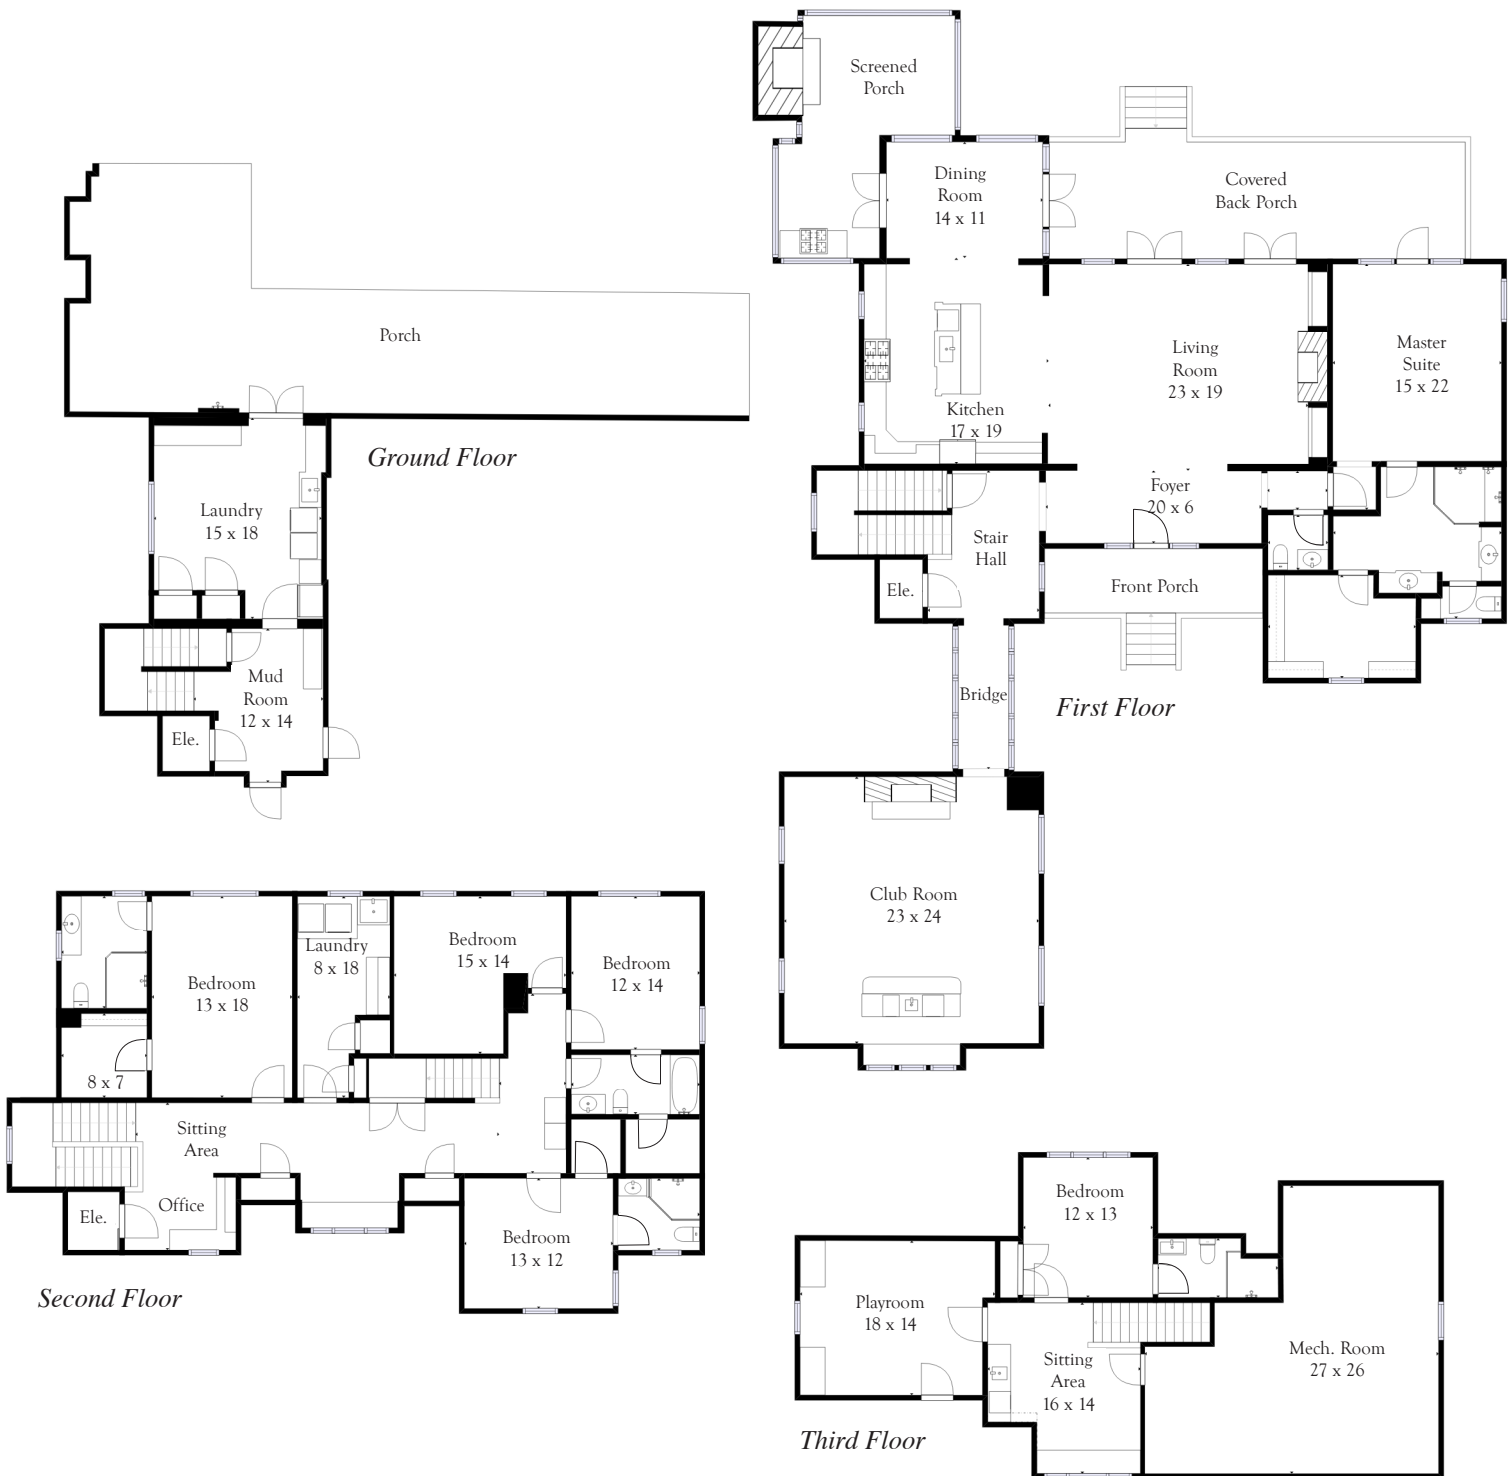 Porch
Ground Floor
Laundry
15 x 18
Mud
Room
12 x 14
Ele.
Screened
Porch
Dining
Room
14 x 11
Covered
Back Porch
Kitchen
17 x 19
Living
Room
23 x 19
Master
Suite
15 x 22
Foyer
20 x 6
Stair
Hall
Ele.
Front Porch
Bridge
First Floor
Club Room
23 x 24
Bedroom
13 x 18
Laundry
8 x 18
Bedroom
15 x 14
Bedroom
12 x 14
8 x 7
Sitting
Area
Office
Ele.
Bedroom
13 x 12
Second Floor
Bedroom
12 x 13
Playroom
18 x 14
Sitting
Area
16 x 14
Mech. Room
27 x 26
Third Floor